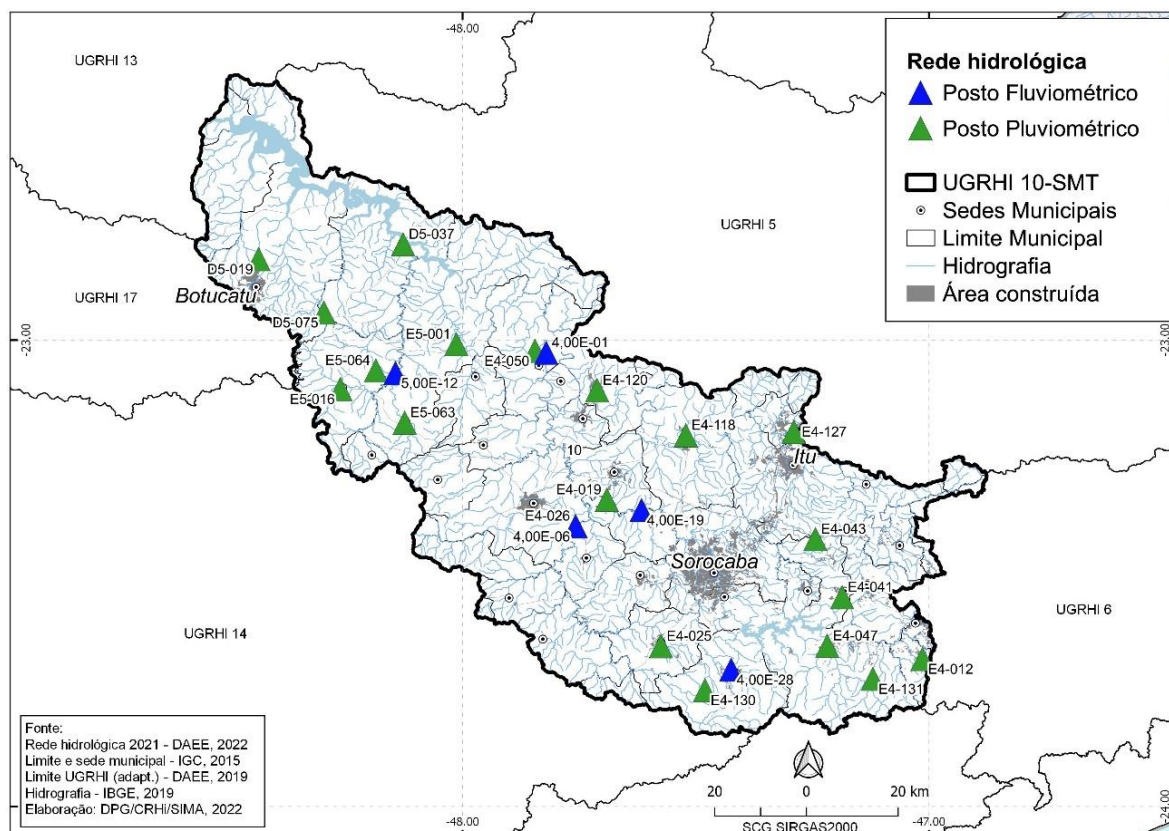 -48.00
UGRHI 13
Rede hidrológica
Posto Fluviométrico
Posto Pluviométrico
UGRHI 10-SMT
Sedes Municipais
Limite Municipal
Hidrografia
Área construída
UGRHI 5
D5-037
D5-019
Botucatu
UGRHI 17
D5-075
-23.00
E5-001
4,00E-01
E4-050
E5-064
5,00E-12
E5-016
E4-120
E5-063
E4-118
E4-127
Itu
10
E4-019
E4-026
4,00E-19
4,00E-06
E4-043
Sorocaba
E4-041
UGRHI 14
UGRHI 6
E4-025
E4-047
E4-012
4,00E-28
E4-131
E4-130
Fonte:
Rede hidrológica 2021 - DAEE, 2022
Limite e sede municipal - IGC, 2015
Limite UGRHI (adapt.) - DAEE, 2019
Hidrografia - IBGE, 2019
Elaboração: DPG/CRHi/SIMA, 2022
20 0 20 km
SCG SIRGAS2000
-48.00
-47.00